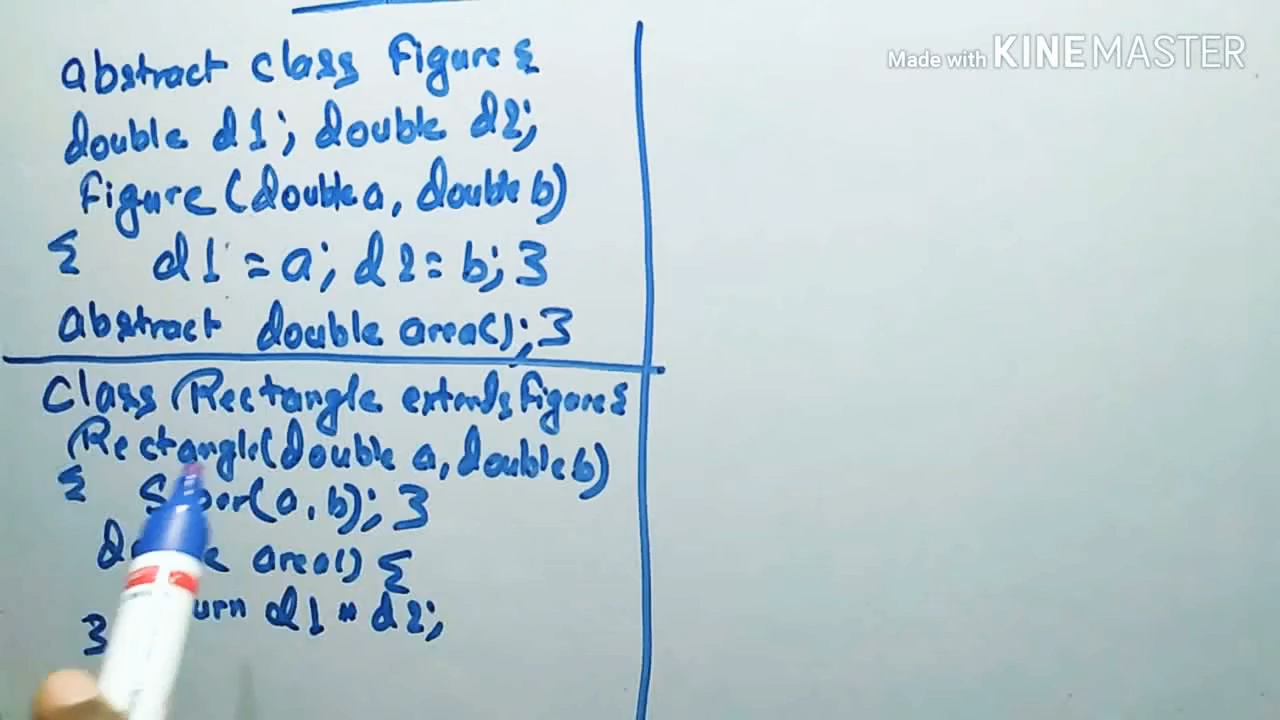 Made with KINEMASTER
abstract class Figure {
double d1; double d2;
Figure(double a, double b)
{ d1 = a; d2 = b; }
abstract double area(); }
Class Rectangle extends Figure {
Rectangle(double a, double b)
{ (a, b); }
area() {
d1 * d2;
}